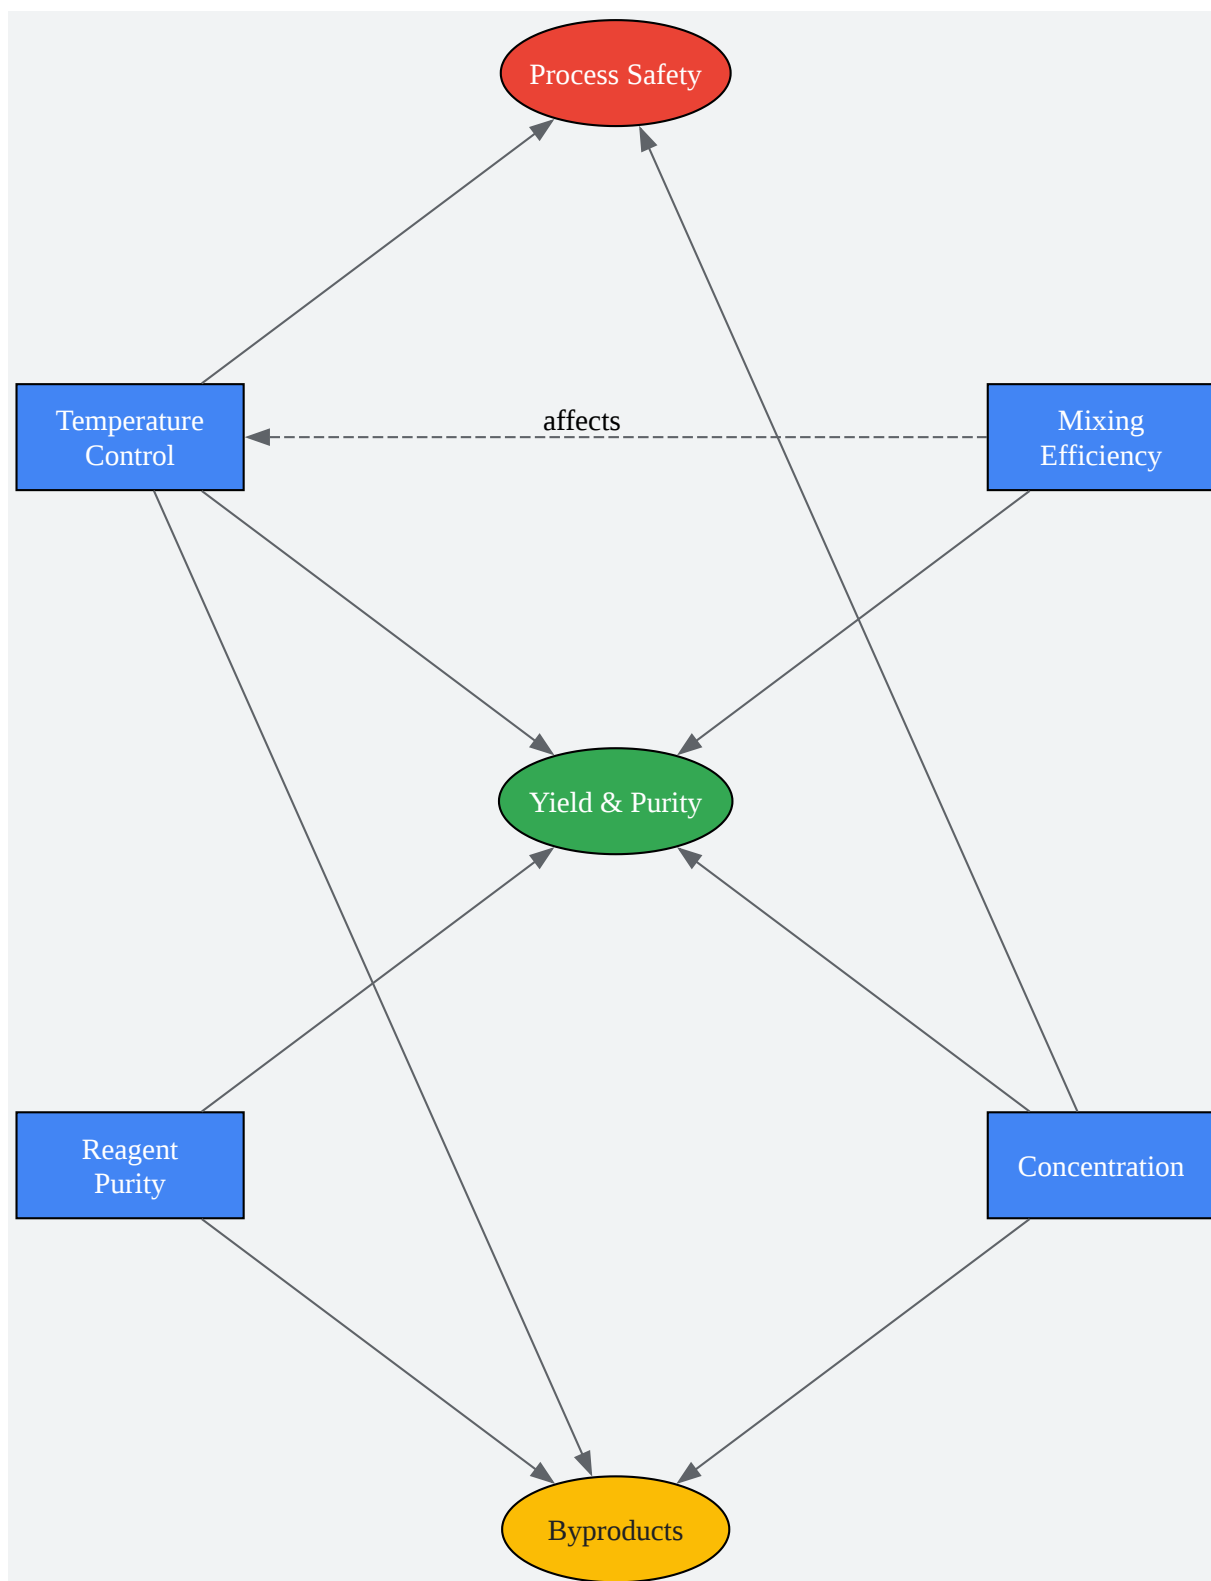 Process Safety
Temperature
Control
affects
Mixing
Efficiency
Yield & Purity
Reagent
Purity
Concentration
Byproducts